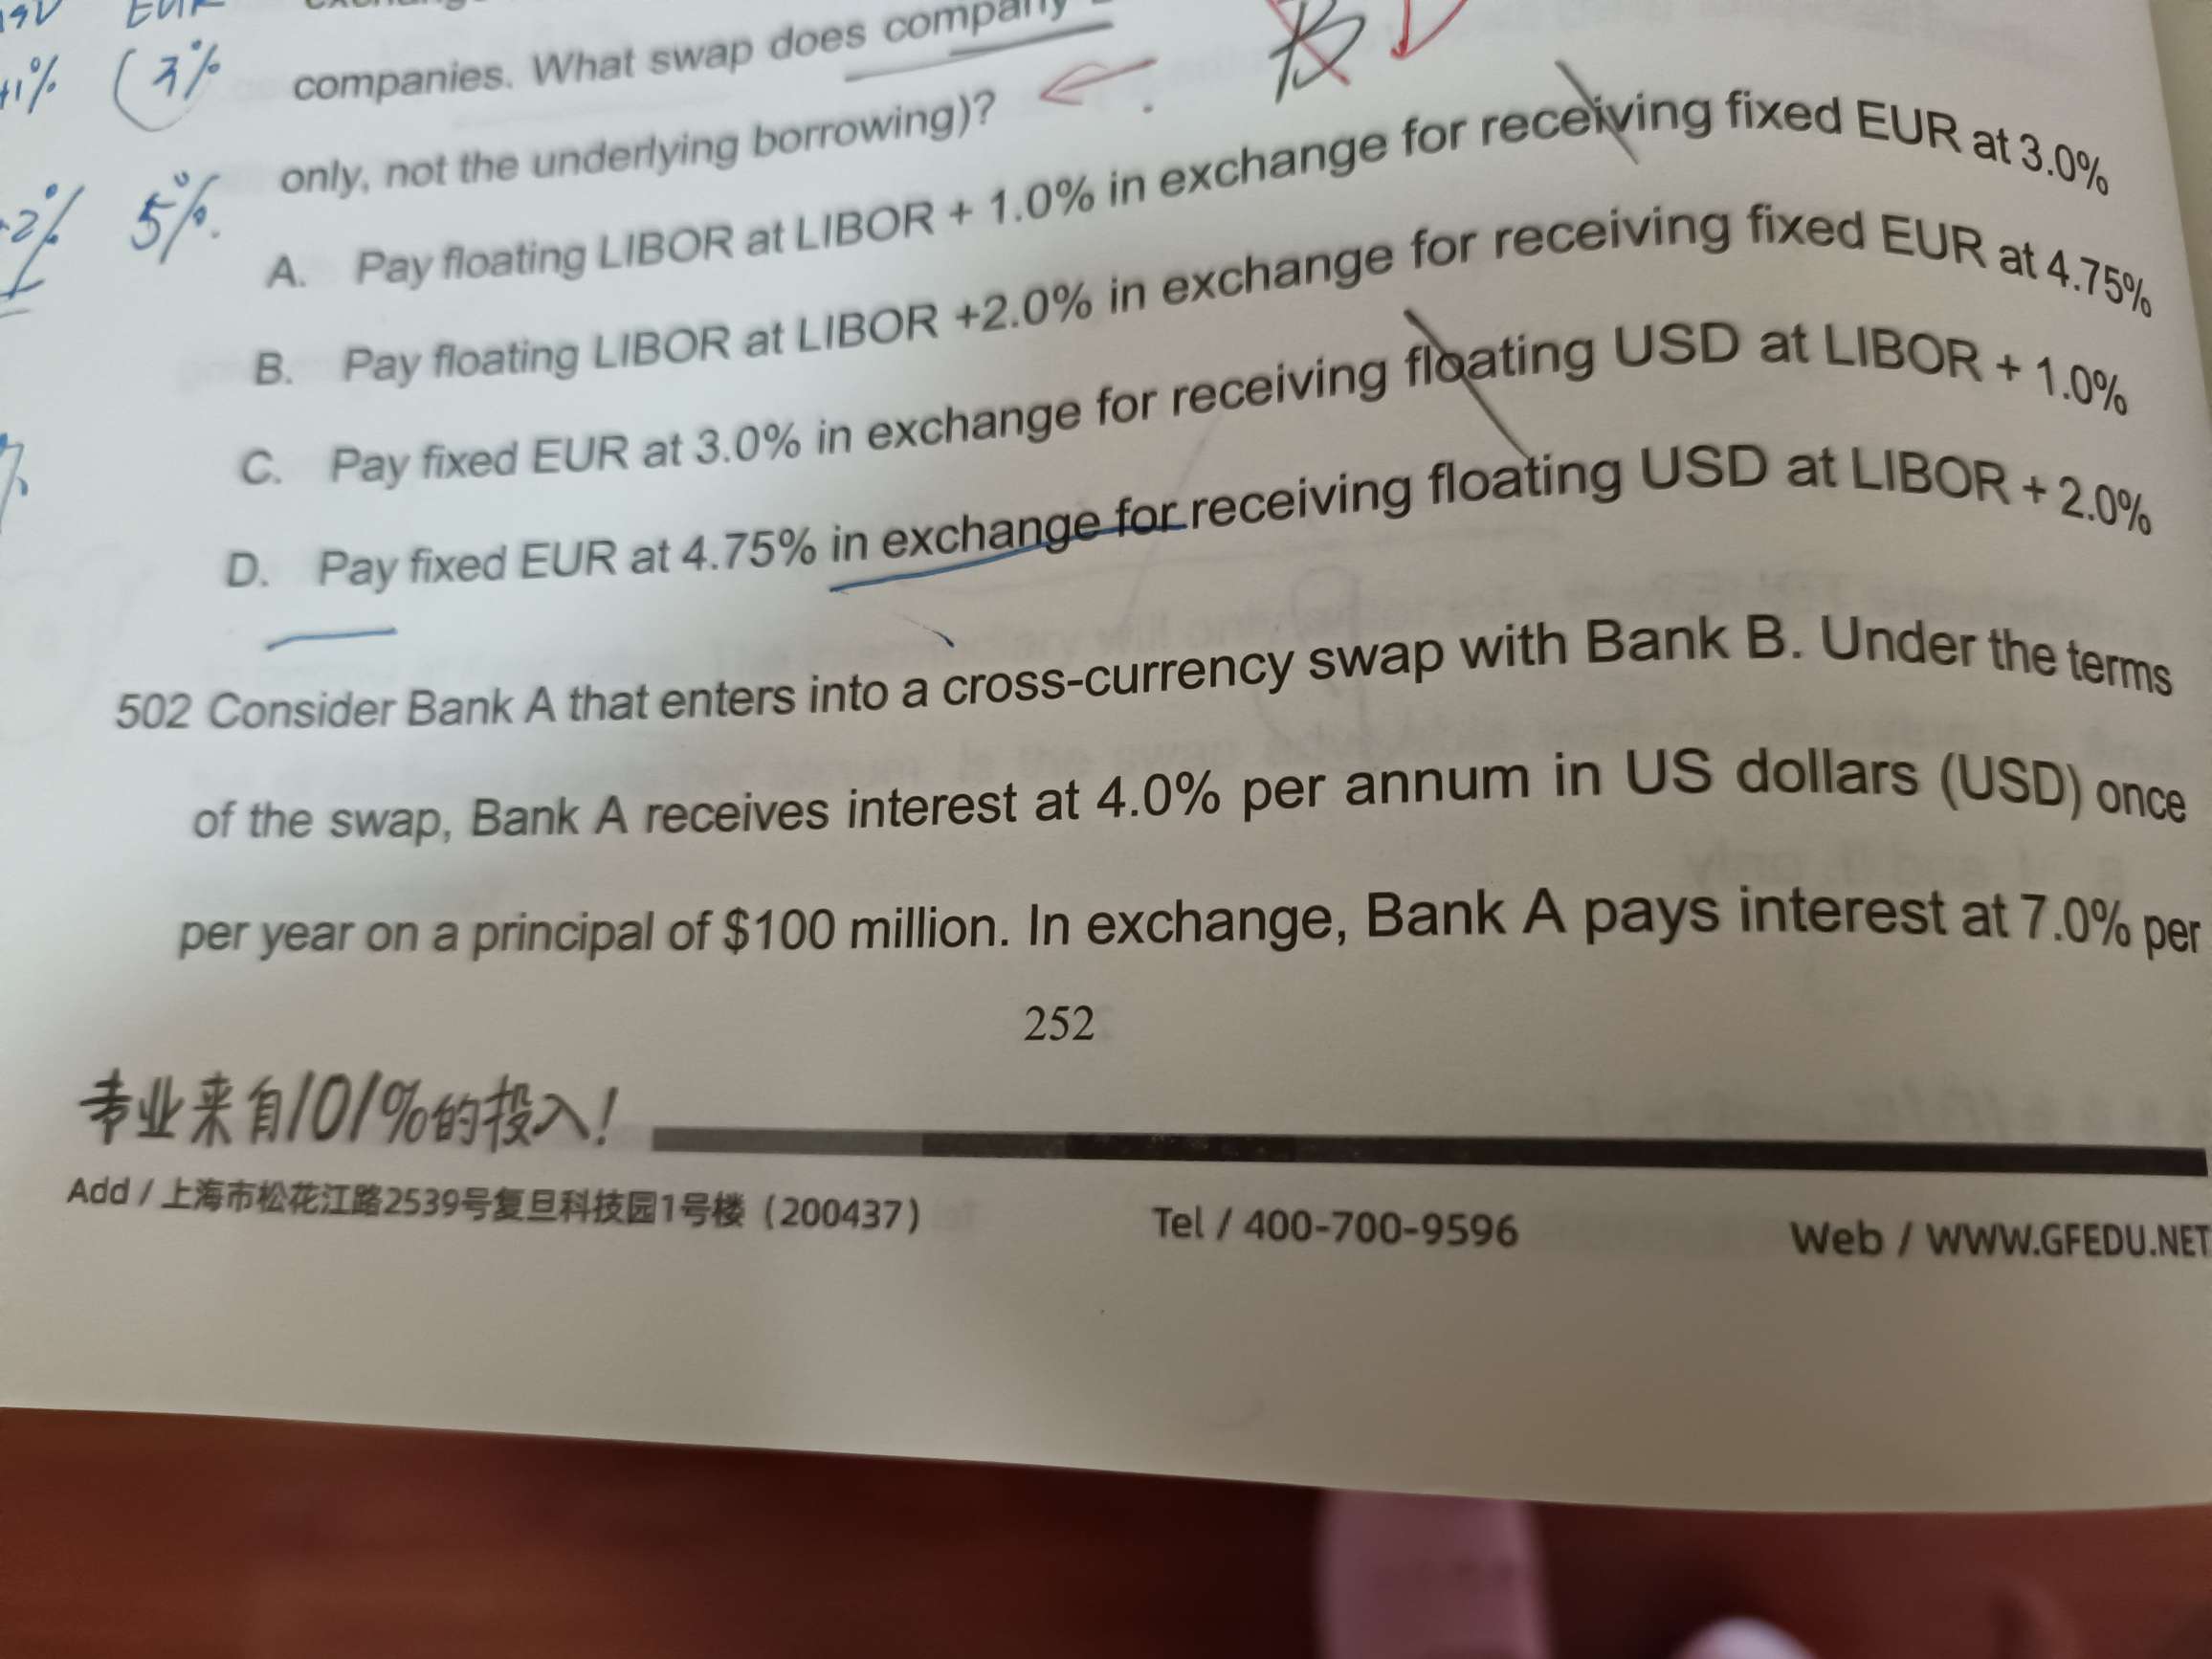 EUR
+1% (3%
companies. What swap does company
only, not the underlying borrowing)?
B D
5%.
A. Pay floating LIBOR at LIBOR + 1.0% in exchange for receiving fixed EUR at 3.0%
B. Pay floating LIBOR at LIBOR +2.0% in exchange for receiving fixed EUR at 4.75%
C. Pay fixed EUR at 3.0% in exchange for receiving floating USD at LIBOR + 1.0%
D. Pay fixed EUR at 4.75% in exchange for receiving floating USD at LIBOR + 2.0%
502 Consider Bank A that enters into a cross-currency swap with Bank B. Under the terms
of the swap, Bank A receives interest at 4.0% per annum in US dollars (USD) once
per year on a principal of $100 million. In exchange, Bank A pays interest at 7.0% per
252
专业来自101%的投入!
Add / 上海市松花江路2539号复旦科技园1号楼 (200437) Tel / 400-700-9596 Web / WWW.GFEDU.NET